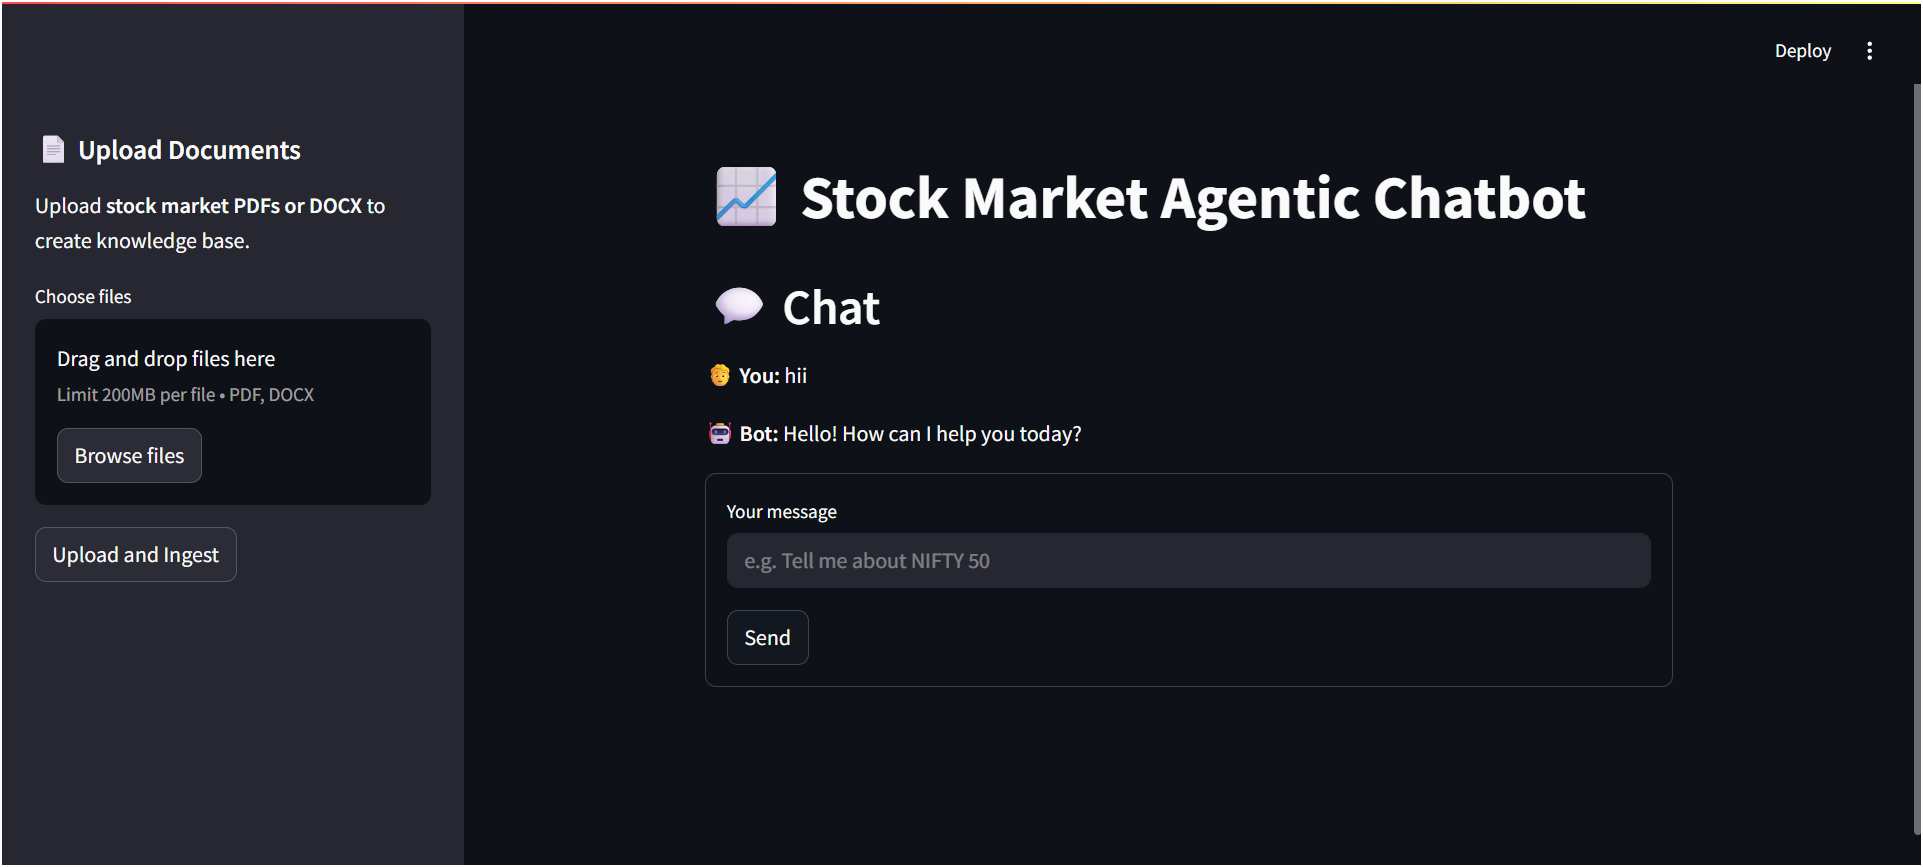 Deploy
Upload Documents
Upload stock market PDFs or DOCX to
create knowledge base.
Choose files
Drag and drop files here
Limit 200MB per file • PDF, DOCX
Browse files
Upload and Ingest
Stock Market Agentic Chatbot
Chat
You: hii
Bot: Hello! How can I help you today?
Your message
e.g. Tell me about NIFTY 50
Send